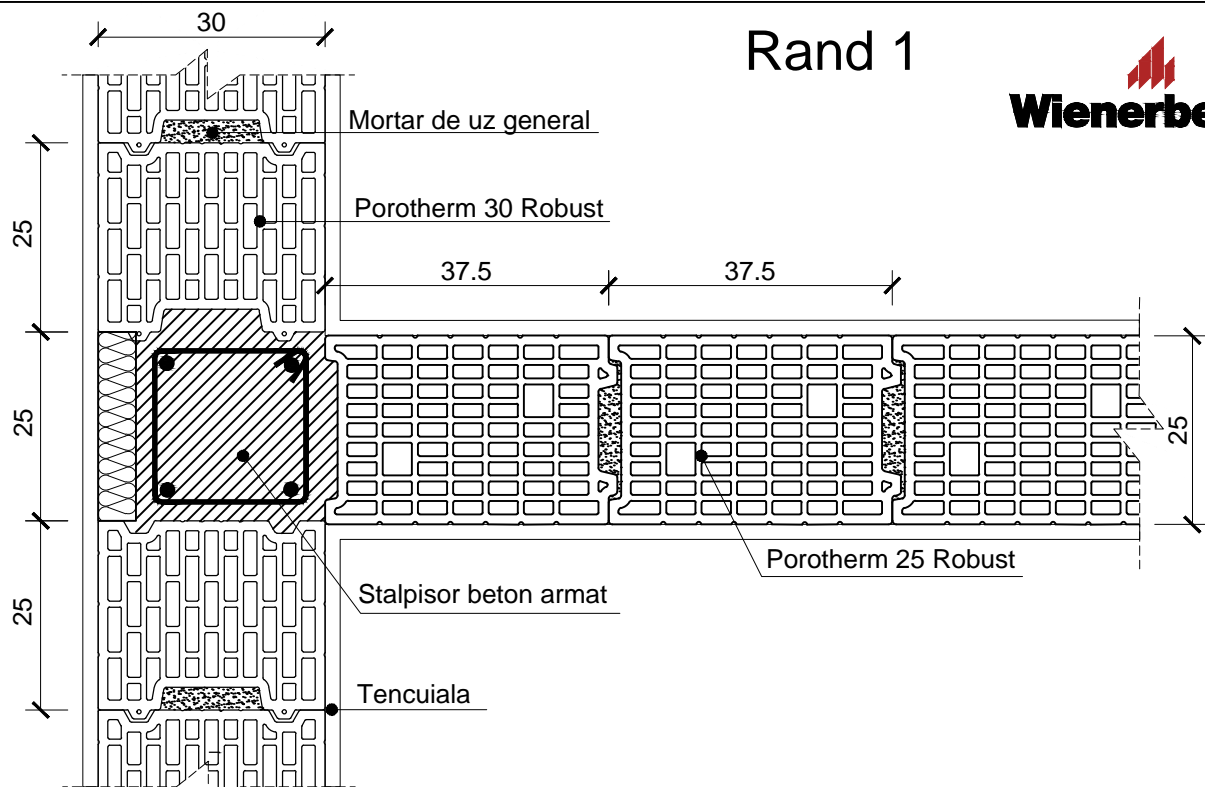 30
Rand 1
Wienerbe
Mortar de uz general
25
Porotherm 30 Robust
37.5
37.5
25
25
Porotherm 25 Robust
Stalpisor beton armat
25
Tencuiala